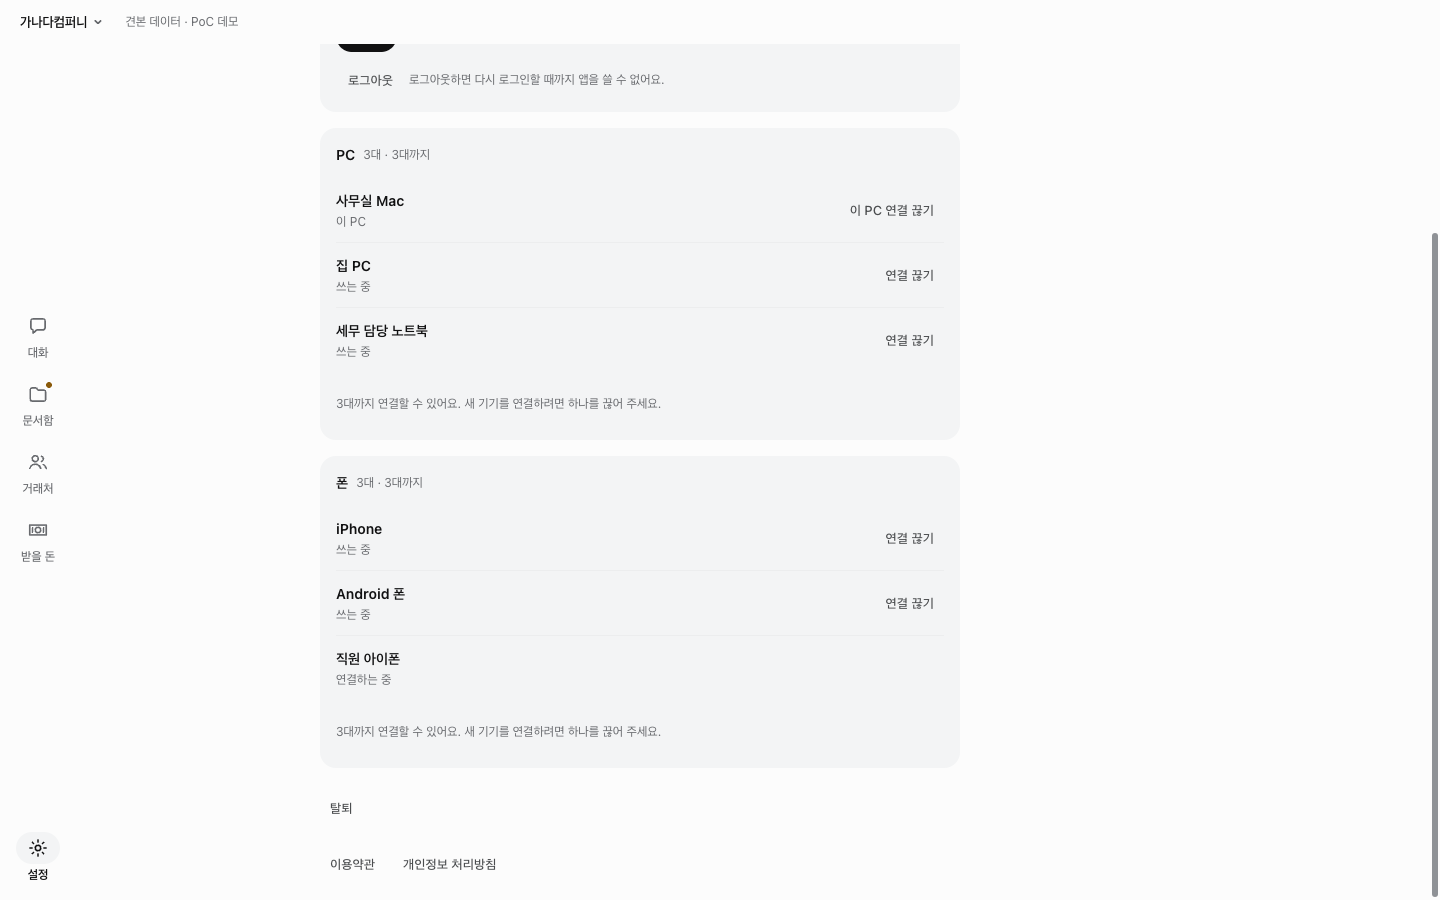 가나다컴퍼니 견본 데이터 · PoC 데모
로그아웃 로그아웃하면 다시 로그인할 때까지 앱을 쓸 수 없어요.
PC 3대 · 3대까지
사무실 Mac
이 PC
이 PC 연결 끊기
집 PC
쓰는 중
연결 끊기
세무 담당 노트북
쓰는 중
연결 끊기
3대까지 연결할 수 있어요. 새 기기를 연결하려면 하나를 끊어 주세요.
폰 3대 · 3대까지
iPhone
쓰는 중
연결 끊기
Android 폰
쓰는 중
연결 끊기
직원 아이폰
연결하는 중
3대까지 연결할 수 있어요. 새 기기를 연결하려면 하나를 끊어 주세요.
탈퇴
이용약관 개인정보 처리방침
대화
문서함
거래처
받을 돈
설정